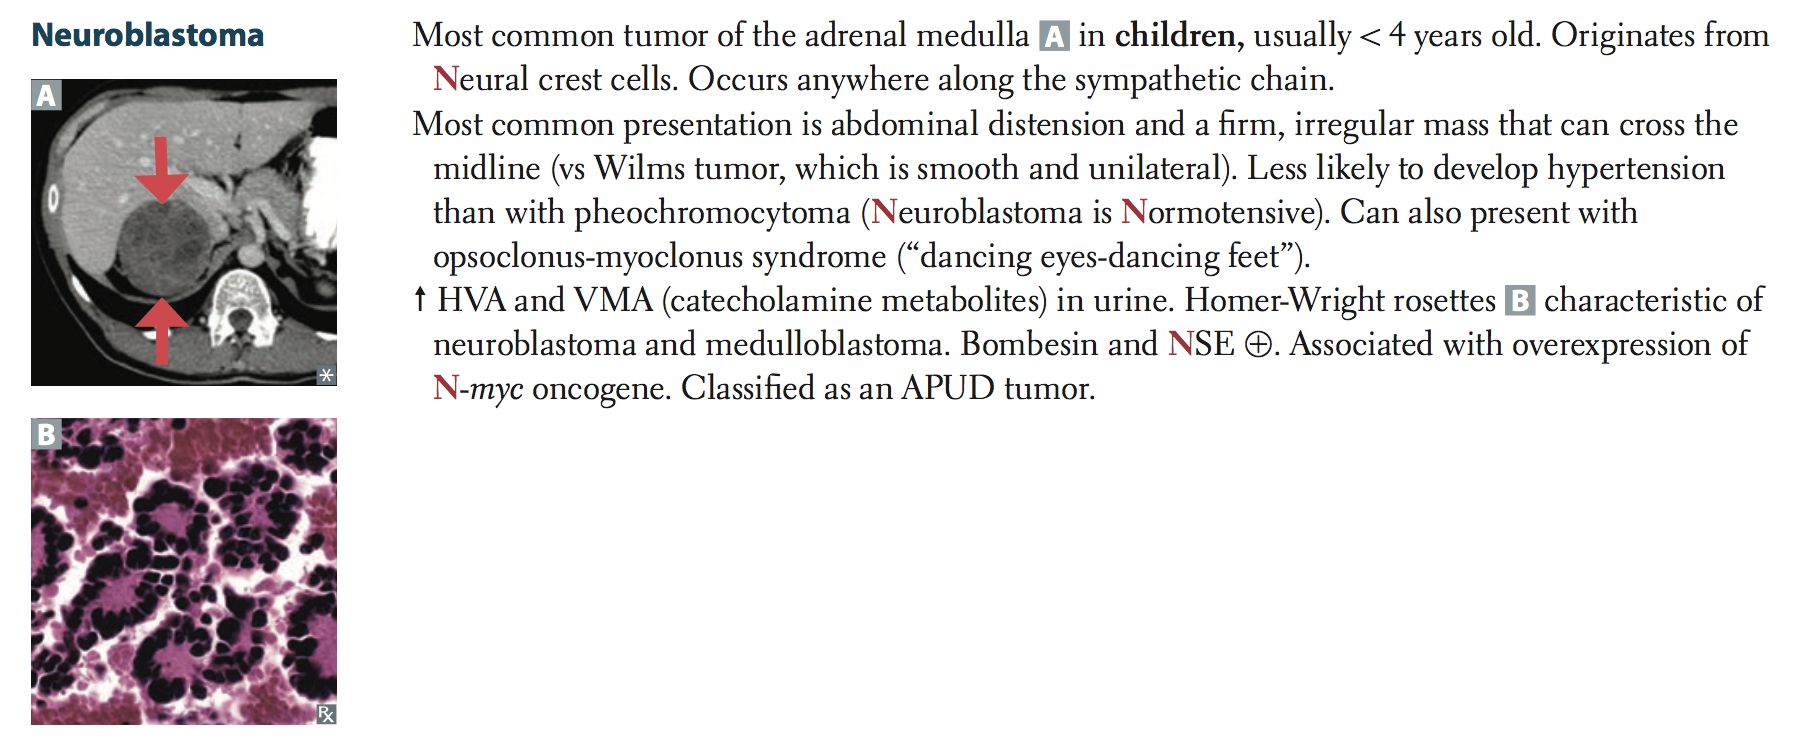 Neuroblastoma
Most common tumor of the adrenal medulla A in children, usually < 4 years old. Originates from
Neural crest cells. Occurs anywhere along the sympathetic chain.
Most common presentation is abdominal distension and a firm, irregular mass that can cross the
midline (vs Wilms tumor, which is smooth and unilateral). Less likely to develop hypertension
than with pheochromocytoma (Neuroblastoma is Normotensive). Can also present with
opsoclonus-myoclonus syndrome (“dancing eyes-dancing feet”).
↑ HVA and VMA (catecholamine metabolites) in urine. Homer-Wright rosettes B characteristic of
neuroblastoma and medulloblastoma. Bombesin and NSE ⊕. Associated with overexpression of
N-myc oncogene. Classified as an APUD tumor.
A
*
B
Rx